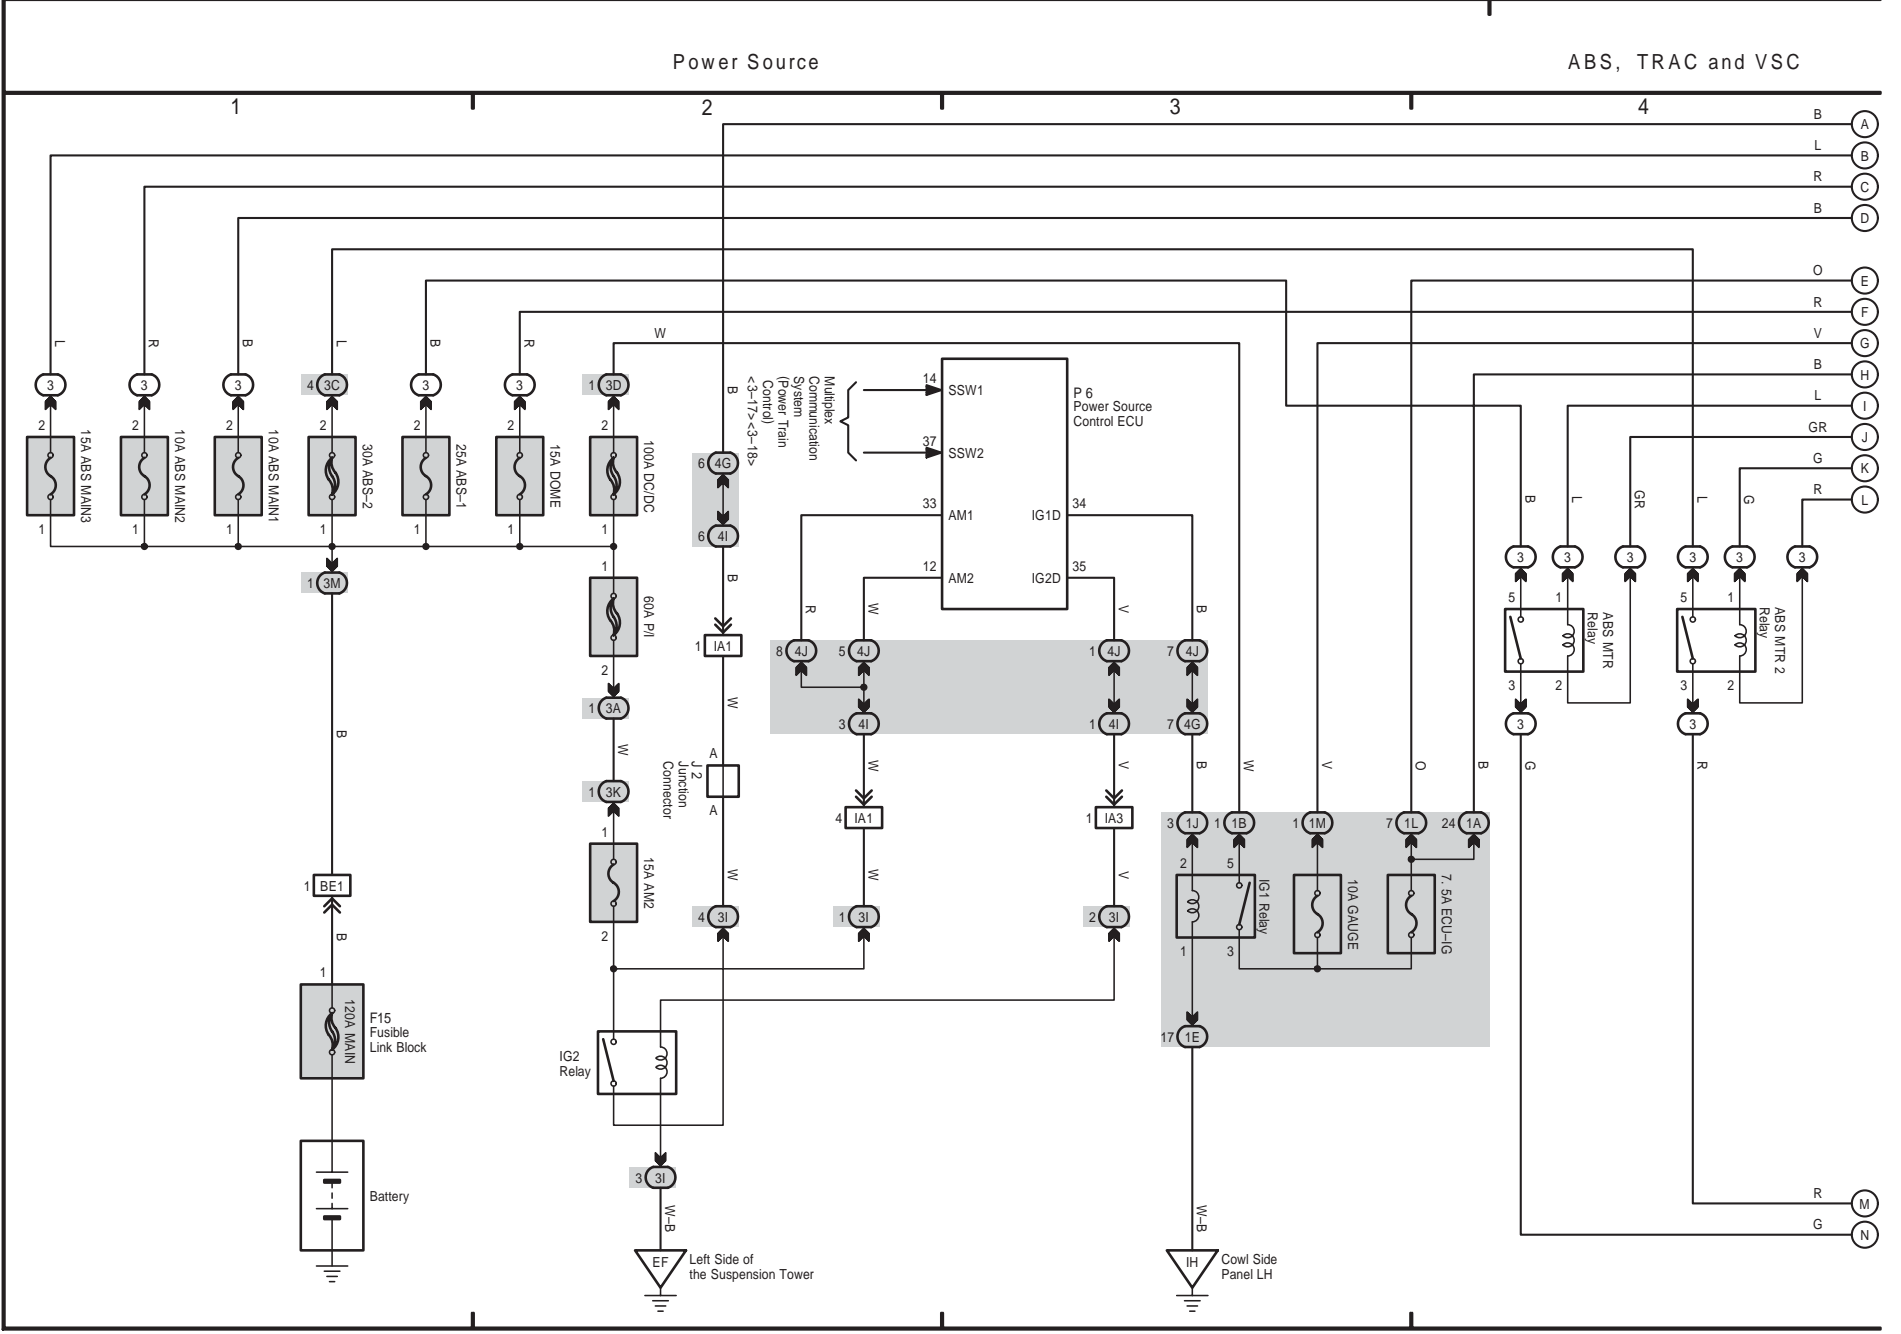 Power Source
ABS, TRAC and VSC
1
2
3
4
B A
L B
R C
B D
O E
R F
W
V G
B H
L I
GR J
G K
R L
L
R
B
L
B
R
B
3
3
3
4 3C
3
3
1 3D
2
2
2
2
2
2
2
15A ABS MAIN3
10A ABS MAIN2
10A ABS MAIN1
30A ABS–2
25A ABS–1
15A DOME
100A DC/DC
1
1
1
1
1
1
1
Multiplex
Communication
System
(Power Train
Control)
<3–17><3–18>
14 SSW1
37 SSW2
33 AM1
12 AM2
IG1D 34
IG2D 35
P 6
Power Source
Control ECU
6 4G
6 4I
B
1 IA1
W
A
J 2
Junction
Connector
A
W
4 3I
1 3M
B
1 BE1
B
1
120A MAIN
F15
Fusible
Link Block
Battery
1
60A P/I
2
1 3A
W
1 3K
1
15A AM2
2
IG2
Relay
3 3I
W–B
EF
Left Side of
the Suspension Tower
R
W
V
B
8 4J
5 4J
1 4J
7 4J
3 4I
1 4I
7 4G
W
V
B
W
V
O
B
4 IA1
1 IA3
W
V
1 3I
2 3I
3 1J
1 1B
1 1M
7 1L
24 1A
2
5
IG1 Relay
10A GAUGE
7. 5A ECU–IG
1
3
17 1E
W–B
IH
Cowl Side
Panel LH
B
L
GR
L
G
3
3
3
3
3
3
5
1
ABS MTR
Relay
3
2
5
1
ABS MTR 2
Relay
3
2
3
3
G
R
R M
G N